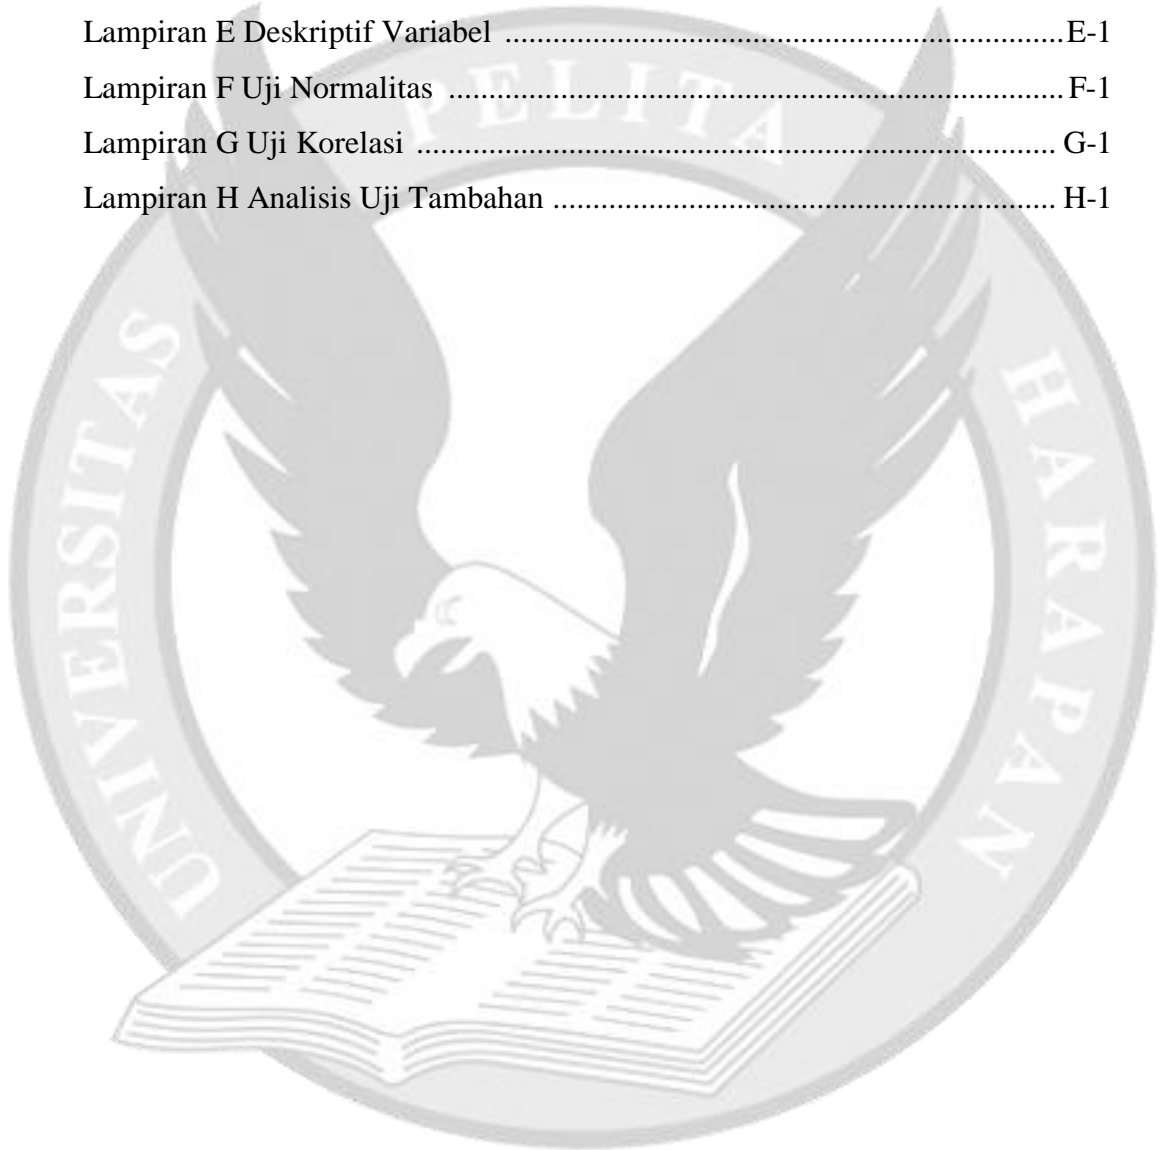 Lampiran E Deskriptif Variabel ................................................................ E-1
Lampiran F Uji Normalitas ...................................................................... F-1
Lampiran G Uji Korelasi ......................................................................... G-1
Lampiran H Analisis Uji Tambahan ......................................................... H-1
UNIVERSITAS PELITA HARAPAN